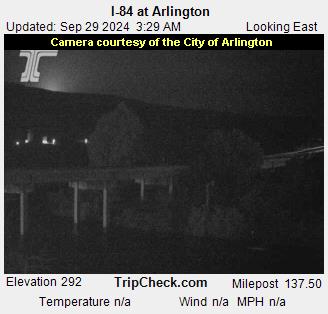 I-84 at Arlington
Updated: Sep 29 2024 3:29 AM Looking East
Camera courtesy of the City of Arlington
Elevation 292 TripCheck.com Milepost 137.50
Temperature n/a Wind n/a MPH n/a